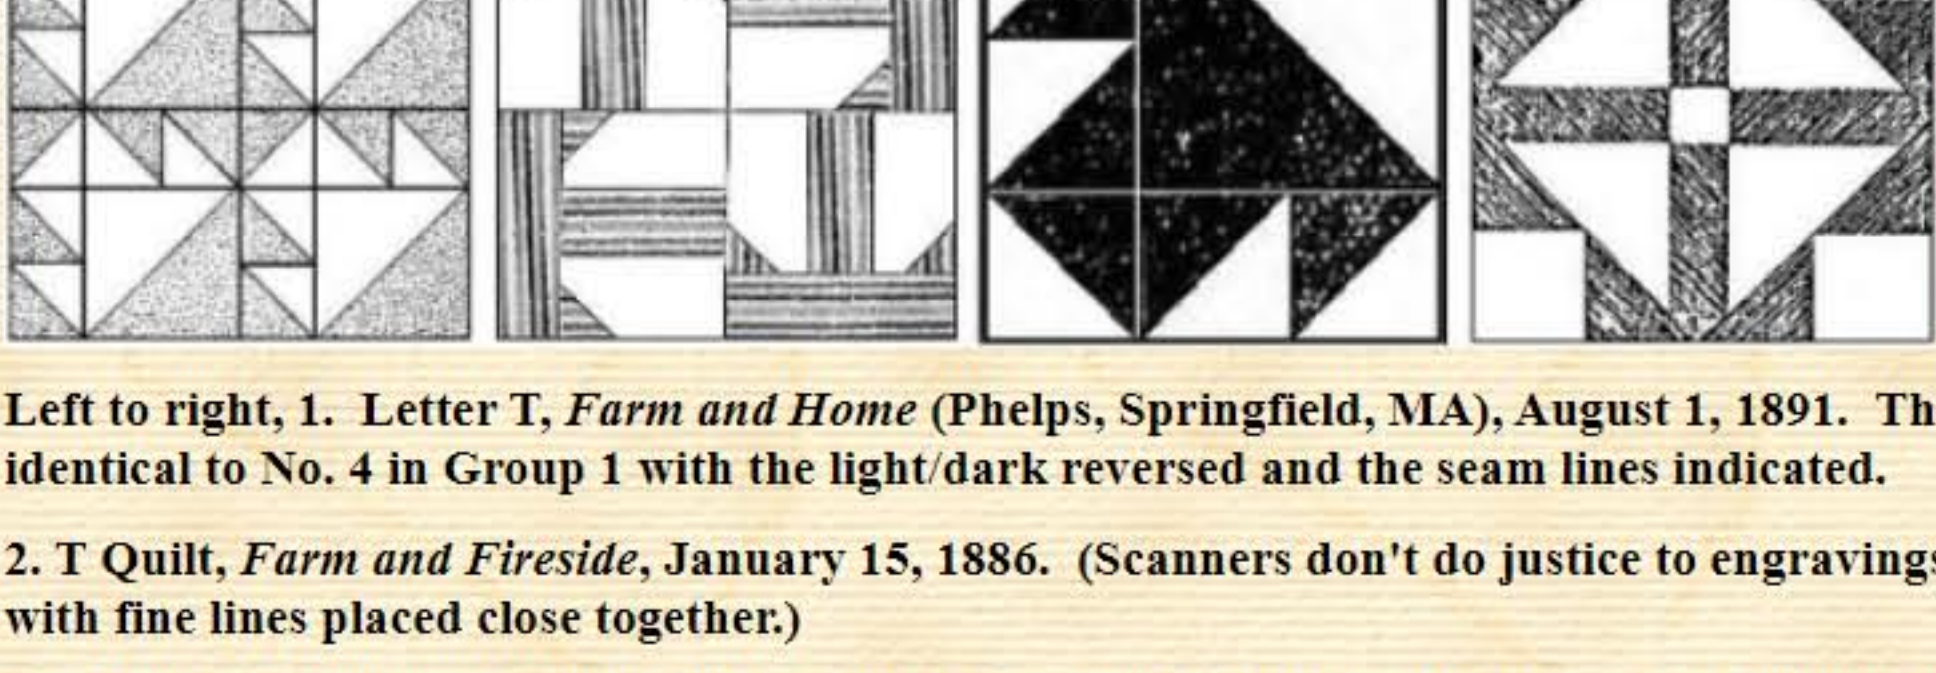 Left to right, 1.  Letter T, Farm and Home (Phelps, Springfield, MA), August 1, 1891.  Th
identical to No. 4 in Group 1 with the light/dark reversed and the seam lines indicated.
2. T Quilt, Farm and Fireside, January 15, 1886.  (Scanners don't do justice to engravings
with fine lines placed close together.)